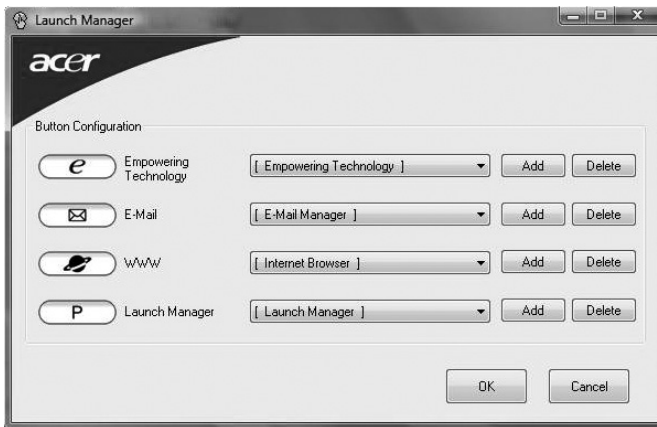 Launch Manager
acer
Button Configuration
e Empowering Technology [ Empowering Technology ] Add Delete
E-Mail [ E-Mail Manager ] Add Delete
WWW [ Internet Browser ] Add Delete
P Launch Manager [ Launch Manager ] Add Delete
OK Cancel